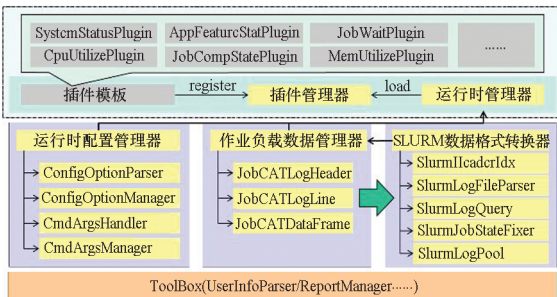 SystcmStatusPlugin AppFeaturcStatPlugin JobWaitPlugin
CpuUtilizePlugin JobCompStatePlugin MemUtilizePlugin
……
插件模板 register 插件管理器 load 运行时管理器
运行时配置管理器
ConfigOptionParser
ConfigOptionManager
CmdArgsHandler
CmdArgsManager
作业负载数据管理器
JobCATLogHeader
JobCATLogLine
JobCATDataFrame
SLURM数据格式转换器
SlurmIIcadcrIdx
SlurmLogFileParser
SlurmLogQuery
SlurmJobStateFixer
SlurmLogPool
ToolBox(UserInfoParser/ReportManager……)